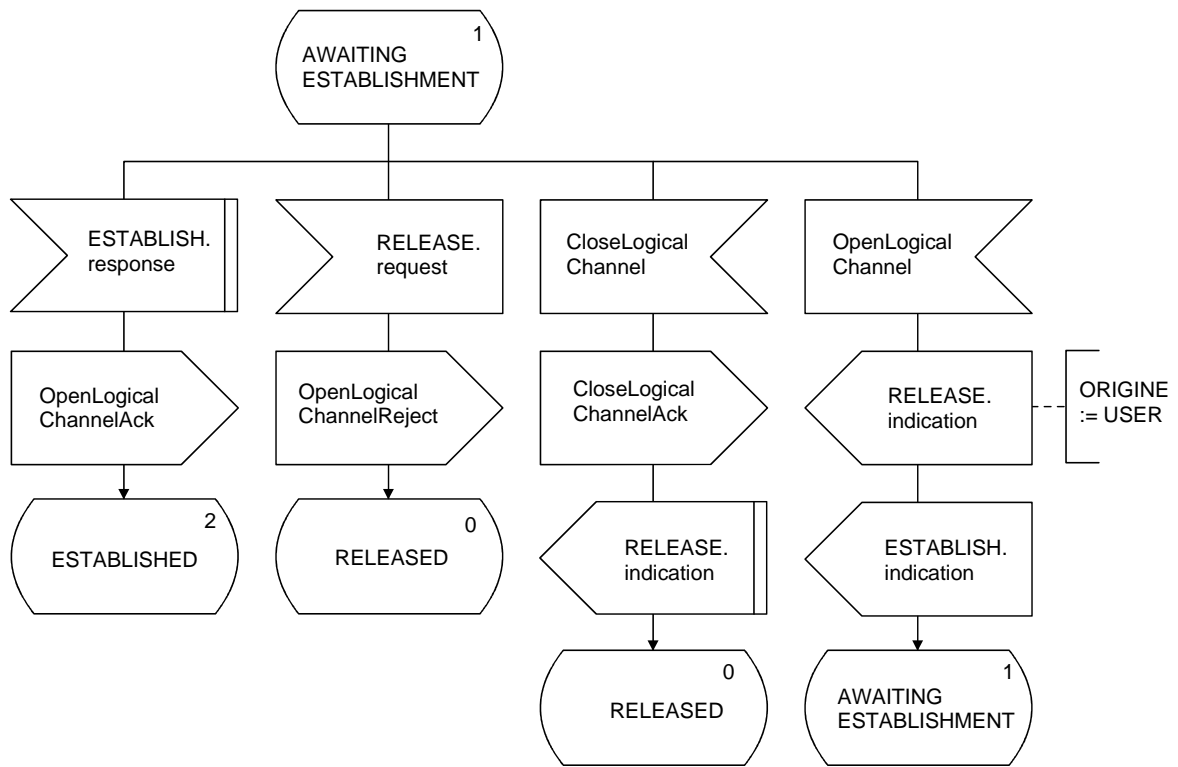 1
AWAITING
ESTABLISHMENT
ESTABLISH.
response
RELEASE.
request
CloseLogical
Channel
OpenLogical
Channel
OpenLogical
ChannelAck
OpenLogical
ChannelReject
CloseLogical
ChannelAck
RELEASE.
indication
ORIGINE
:= USER
2
ESTABLISHED
0
RELEASED
RELEASE.
indication
ESTABLISH.
indication
0
RELEASED
1
AWAITING
ESTABLISHMENT